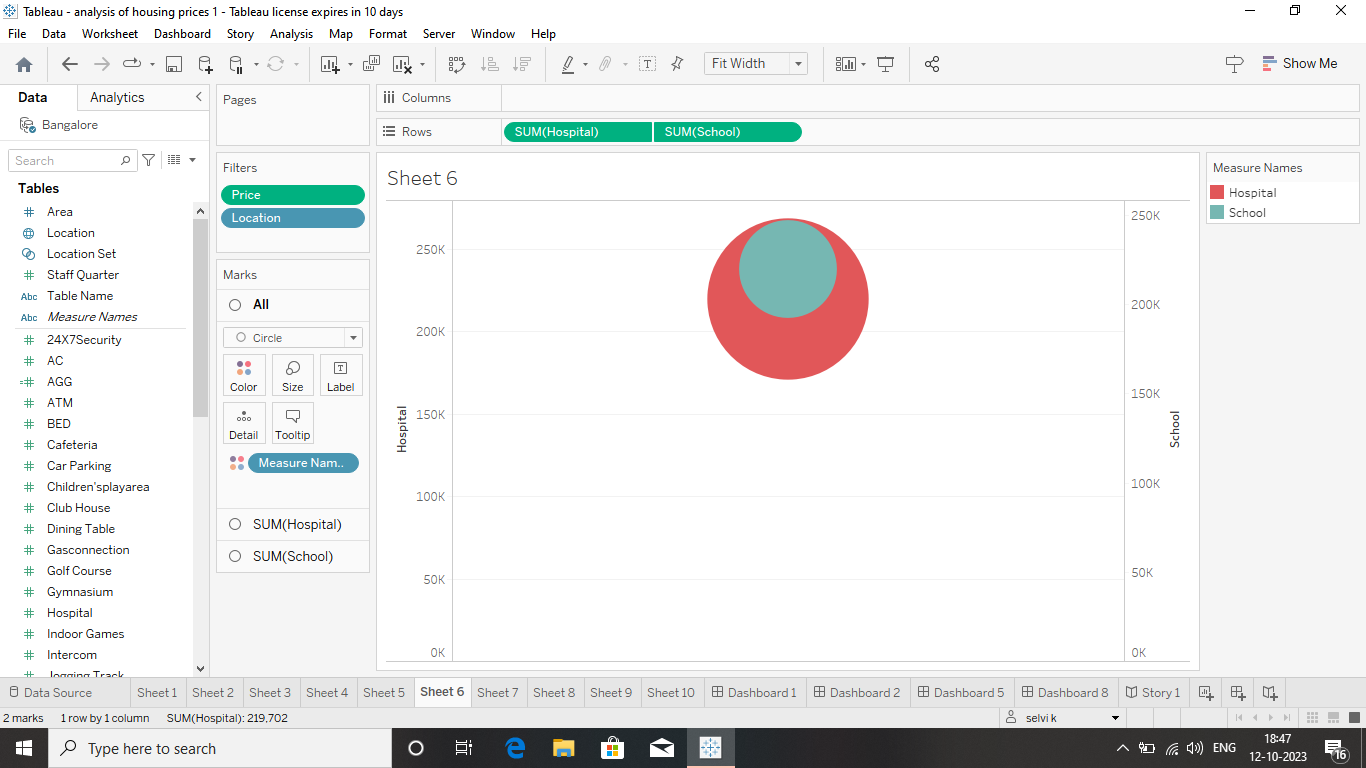 Tableau - analysis of housing prices 1 - Tableau license expires in 10 days
File Data Worksheet Dashboard Story Analysis Map Format Server Window Help
Fit Width
Show Me
Data Analytics
Bangalore
Search
Tables
Area
Location
Location Set
Staff Quarter
Abc Table Name
Abc Measure Names
24X7Security
AC
AGG
ATM
BED
Cafeteria
Car Parking
Children'splayarea
Club House
Dining Table
Gasconnection
Golf Course
Gymnasium
Hospital
Indoor Games
Intercom
Jogging Track
Pages
Filters
Price
Location
Marks
All
Circle
Color Size Label
Detail Tooltip
Measure Nam..
SUM(Hospital)
SUM(School)
Columns
Rows SUM(Hospital) SUM(School)
Sheet 6
250K
200K
150K
100K
50K
0K
Hospital
250K
200K
150K
100K
50K
0K
School
Measure Names
Hospital
School
Data Source Sheet 1 Sheet 2 Sheet 3 Sheet 4 Sheet 5 Sheet 6 Sheet 7 Sheet 8 Sheet 9 Sheet 10 Dashboard 1 Dashboard 2 Dashboard 5 Dashboard 8 Story 1
2 marks 1 row by 1 column SUM(Hospital): 219,702 selvi k
Type here to search
ENG
18:47
12-10-2023
16